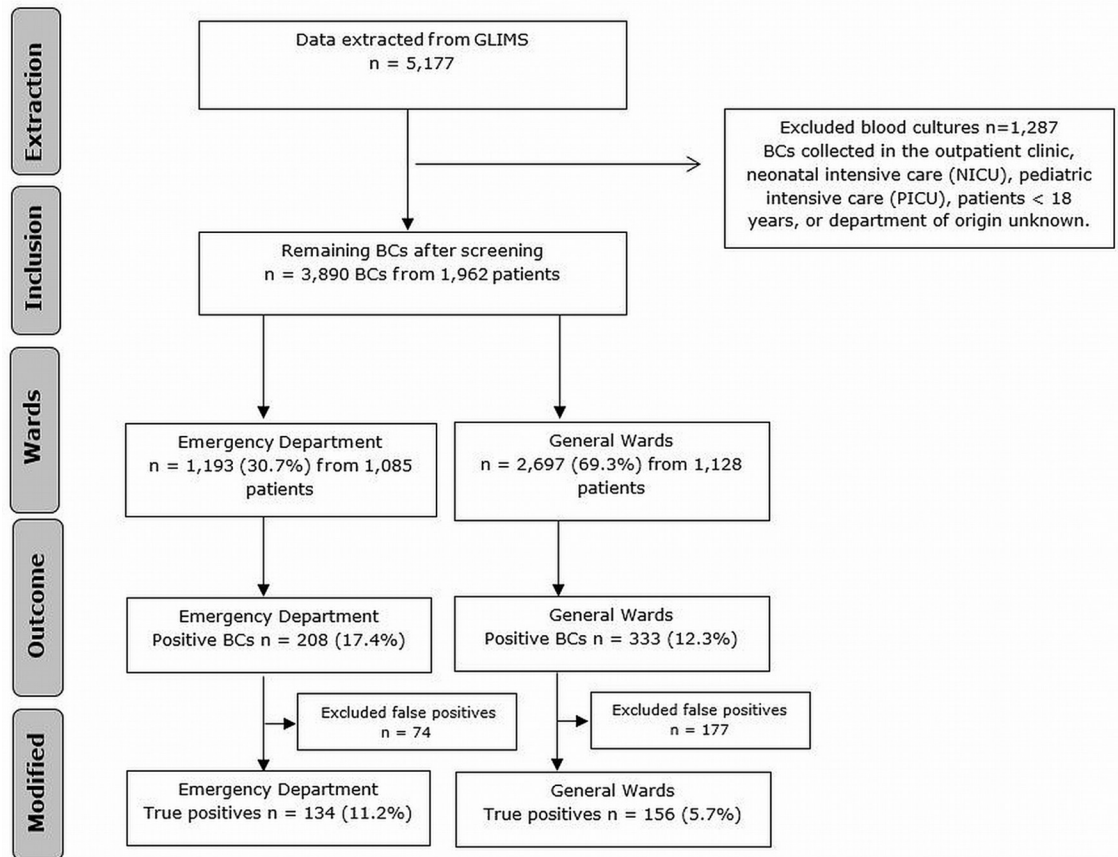 Extraction
Data extracted from GLIMS
n = 5,177
Excluded blood cultures n=1,287
BCs collected in the outpatient clinic,
neonatal intensive care (NICU), pediatric
intensive care (PICU), patients < 18
years, or department of origin unknown.
Inclusion
Remaining BCs after screening
n = 3,890 BCs from 1,962 patients
Wards
Emergency Department
n = 1,193 (30.7%) from 1,085
patients
General Wards
n = 2,697 (69.3%) from 1,128
patients
Outcome
Emergency Department
Positive BCs n = 208 (17.4%)
General Wards
Positive BCs n = 333 (12.3%)
Excluded false positives
n = 74
Excluded false positives
n = 177
Modified
Emergency Department
True positives n = 134 (11.2%)
General Wards
True positives n = 156 (5.7%)